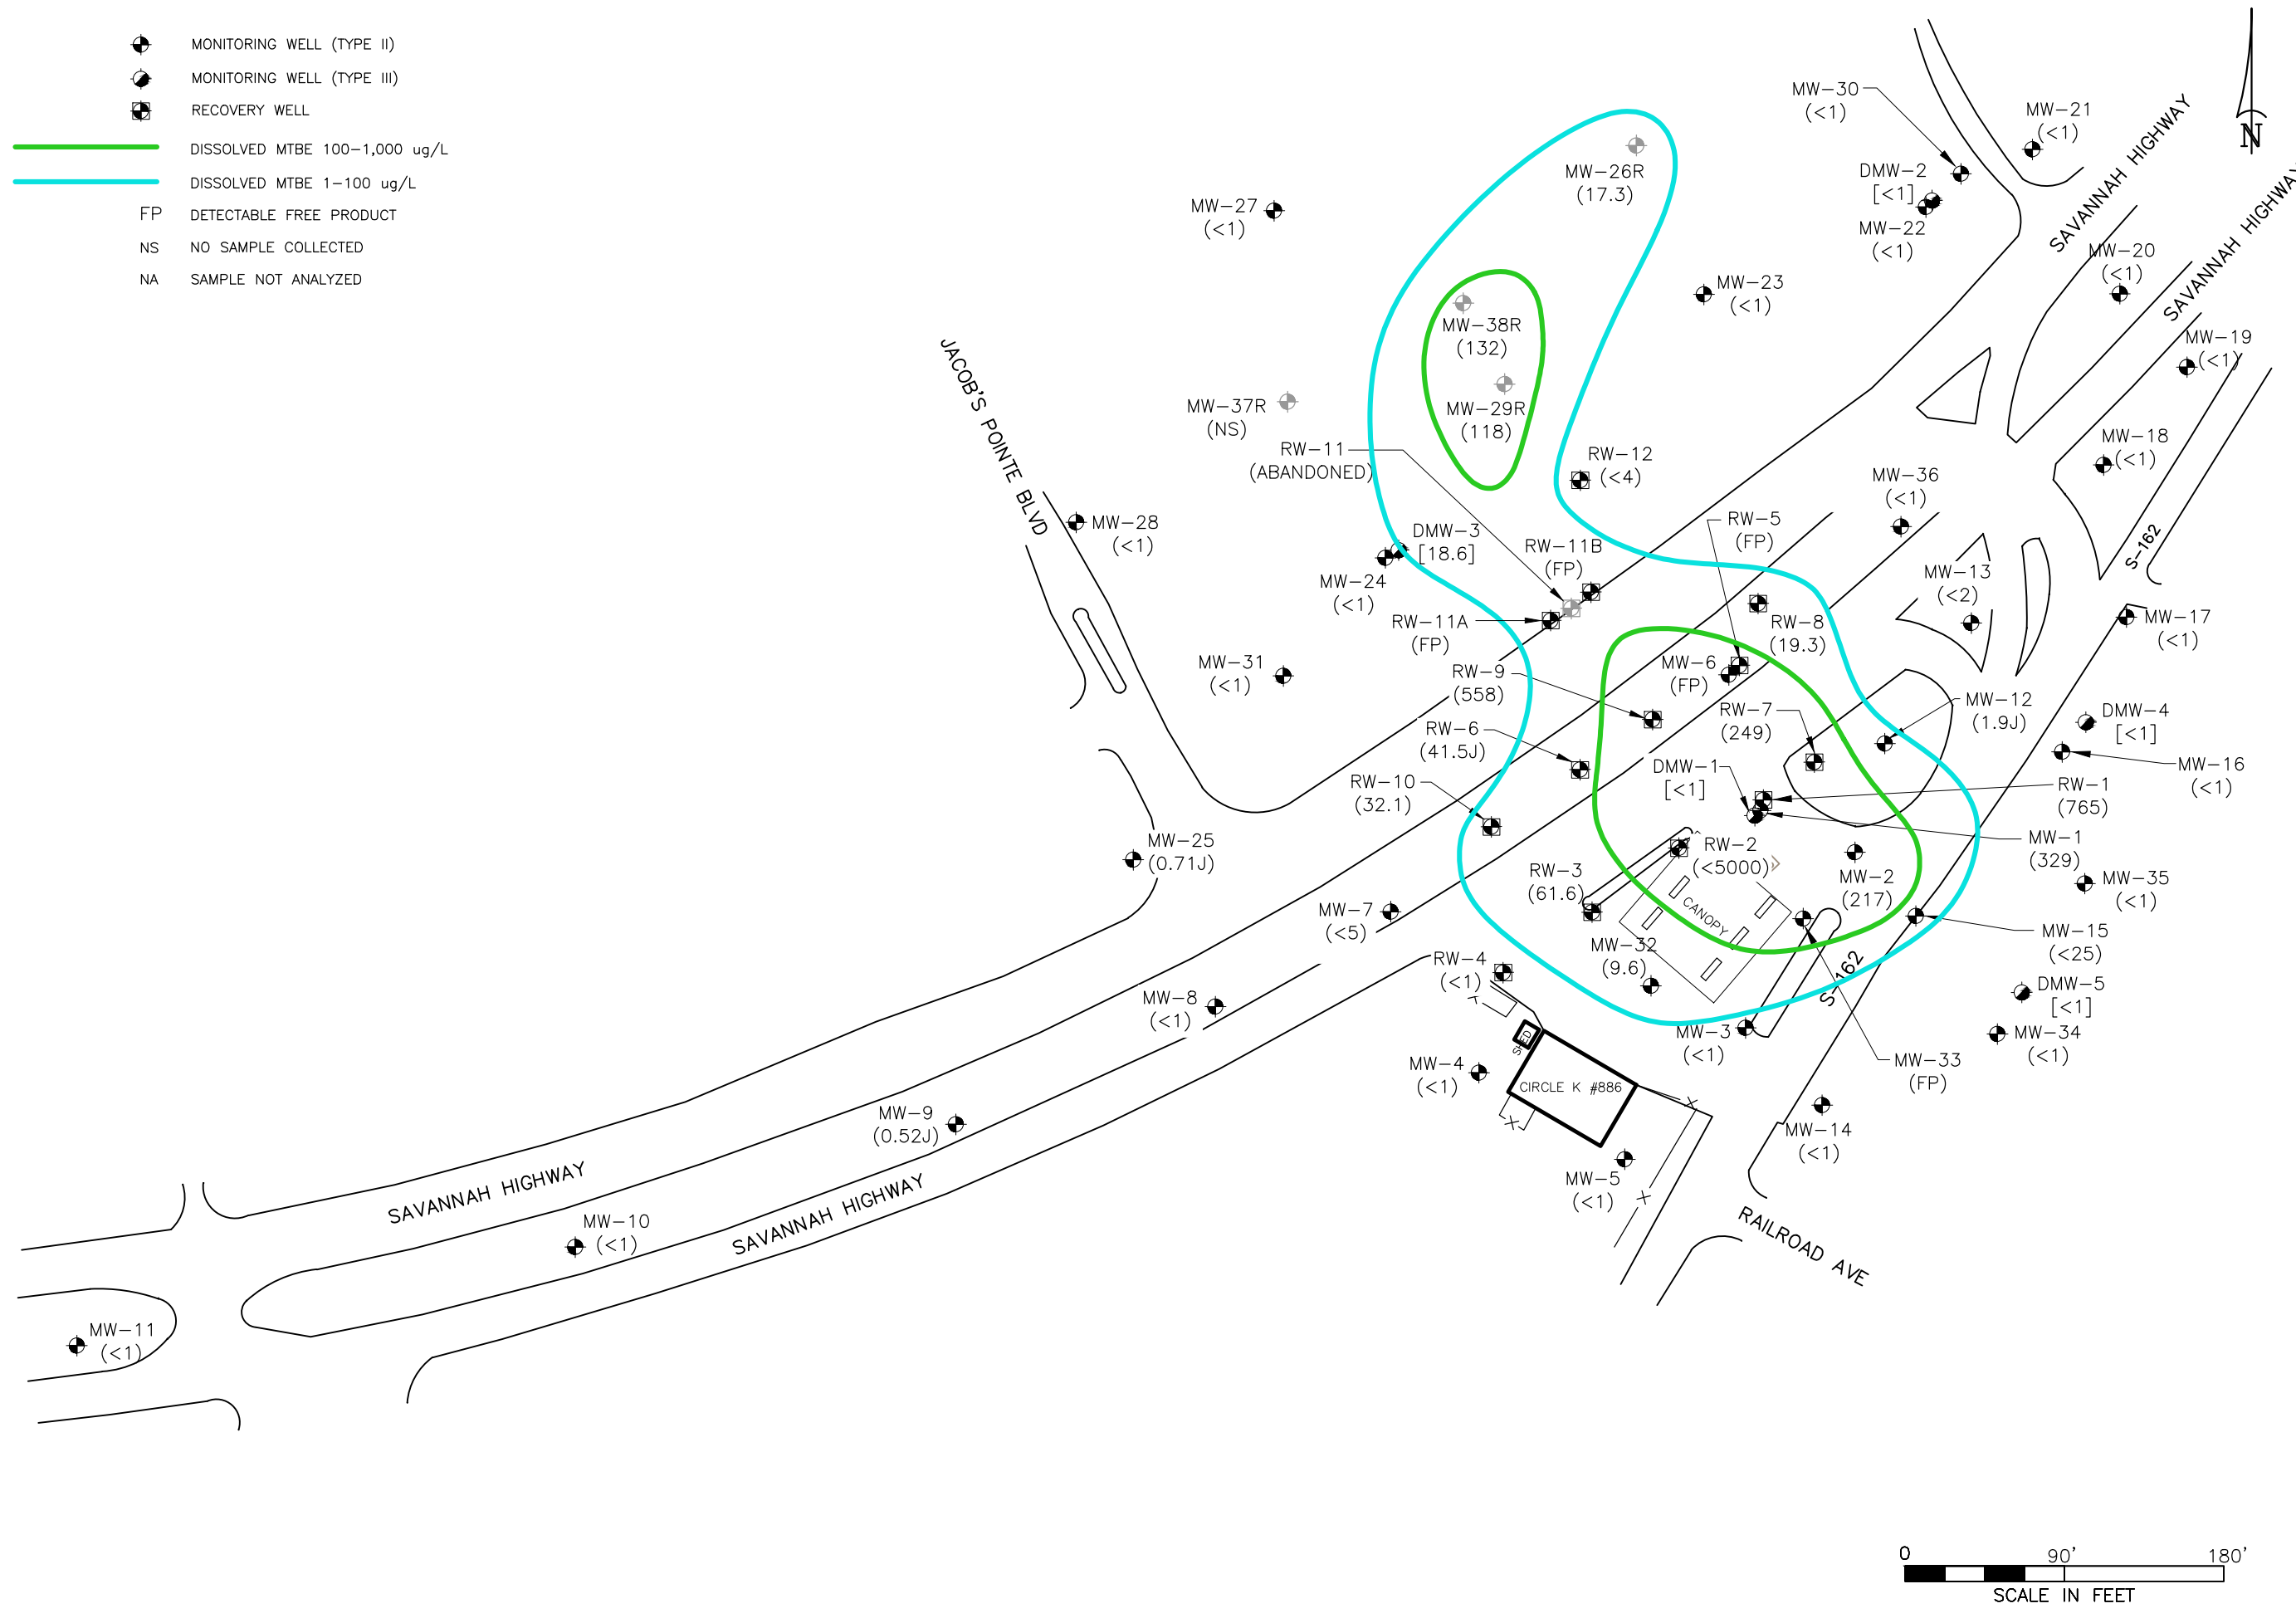 MONITORING WELL (TYPE II)
MONITORING WELL (TYPE III)
RECOVERY WELL
DISSOLVED MTBE 100-1,000 ug/L
DISSOLVED MTBE 1-100 ug/L
FP DETECTABLE FREE PRODUCT
NS NO SAMPLE COLLECTED
NA SAMPLE NOT ANALYZED
N
MW-30
(<1)
MW-21
(<1)
DMW-2
[<1]
MW-22
(<1)
SAVANNAH HIGHWAY
SAVANNAH HIGHWAY
MW-26R
(17.3)
MW-27
(<1)
MW-23
(<1)
MW-20
(<1)
MW-19
(<1)
MW-38R
(132)
MW-29R
(118)
MW-37R
(NS)
JACOB'S POINTE BLVD
RW-11
(ABANDONED)
RW-12
(<4)
MW-18
(<1)
MW-36
(<1)
MW-28
(<1)
DMW-3
[18.6]
MW-24
(<1)
RW-11B
(FP)
RW-5
(FP)
S-162
MW-13
(<2)
RW-11A
(FP)
RW-8
(19.3)
MW-17
(<1)
MW-31
(<1)
RW-9
(558)
MW-6
(FP)
RW-7
(249)
MW-12
(1.9J)
DMW-4
[<1]
RW-6
(41.5J)
MW-16
(<1)
RW-10
(32.1)
DMW-1
[<1]
RW-1
(765)
MW-1
(329)
MW-25
(0.71J)
RW-2
(<5000)
RW-3
(61.6)
MW-2
(217)
MW-35
(<1)
MW-7
(<5)
CANOPY
MW-15
(<25)
MW-32
(9.6)
RW-4
(<1)
S-162
DMW-5
[<1]
MW-8
(<1)
MW-3
(<1)
MW-34
(<1)
SHED
MW-33
(FP)
MW-4
(<1)
CIRCLE K #886
X
X
X
MW-9
(0.52J)
MW-14
(<1)
MW-5
(<1)
SAVANNAH HIGHWAY
SAVANNAH HIGHWAY
RAILROAD AVE
MW-10
(<1)
MW-11
(<1)
0 90' 180'
SCALE IN FEET